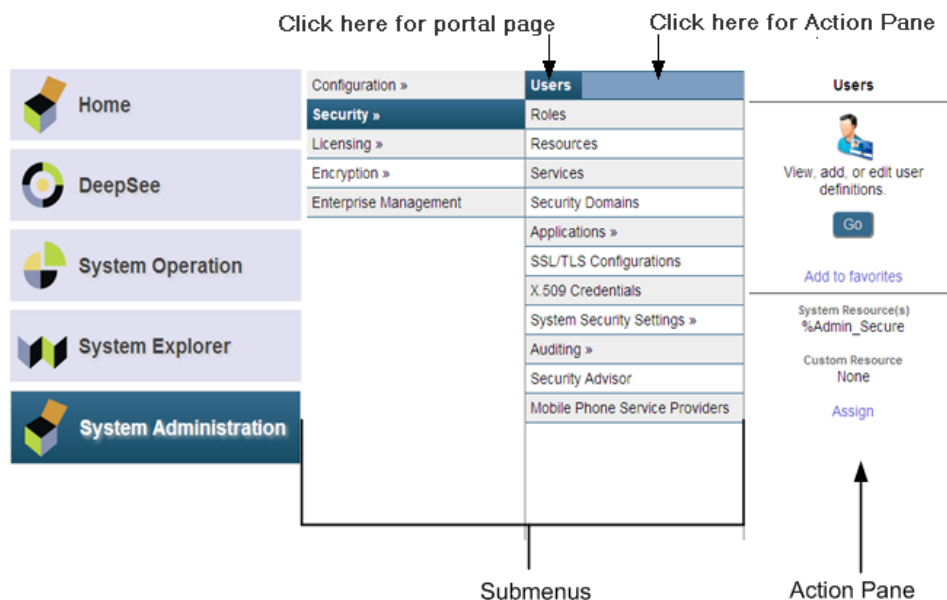 Click here for portal page
Click here for Action Pane
Home
DeepSee
System Operation
System Explorer
System Administration
Configuration »
Security »
Licensing »
Encryption »
Enterprise Management
Users
Roles
Resources
Services
Security Domains
Applications »
SSL/TLS Configurations
X.509 Credentials
System Security Settings »
Auditing »
Security Advisor
Mobile Phone Service Providers
Users
View, add, or edit user
definitions.
Go
Add to favorites
System Resource(s)
%Admin_Secure
Custom Resource
None
Assign
Submenus
Action Pane